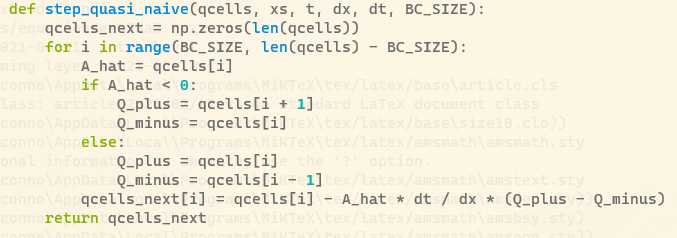 def step_quasi_naive(qcells, xs, t, dx, dt, BC_SIZE):
    qcells_next = np.zeros(len(qcells))
    for i in range(BC_SIZE, len(qcells) - BC_SIZE):
        A_hat = qcells[i]
        if A_hat < 0:
            Q_plus = qcells[i + 1]
            Q_minus = qcells[i]
        else:
            Q_plus = qcells[i]
            Q_minus = qcells[i - 1]
        qcells_next[i] = qcells[i] - A_hat * dt / dx * (Q_plus - Q_minus)
    return qcells_next